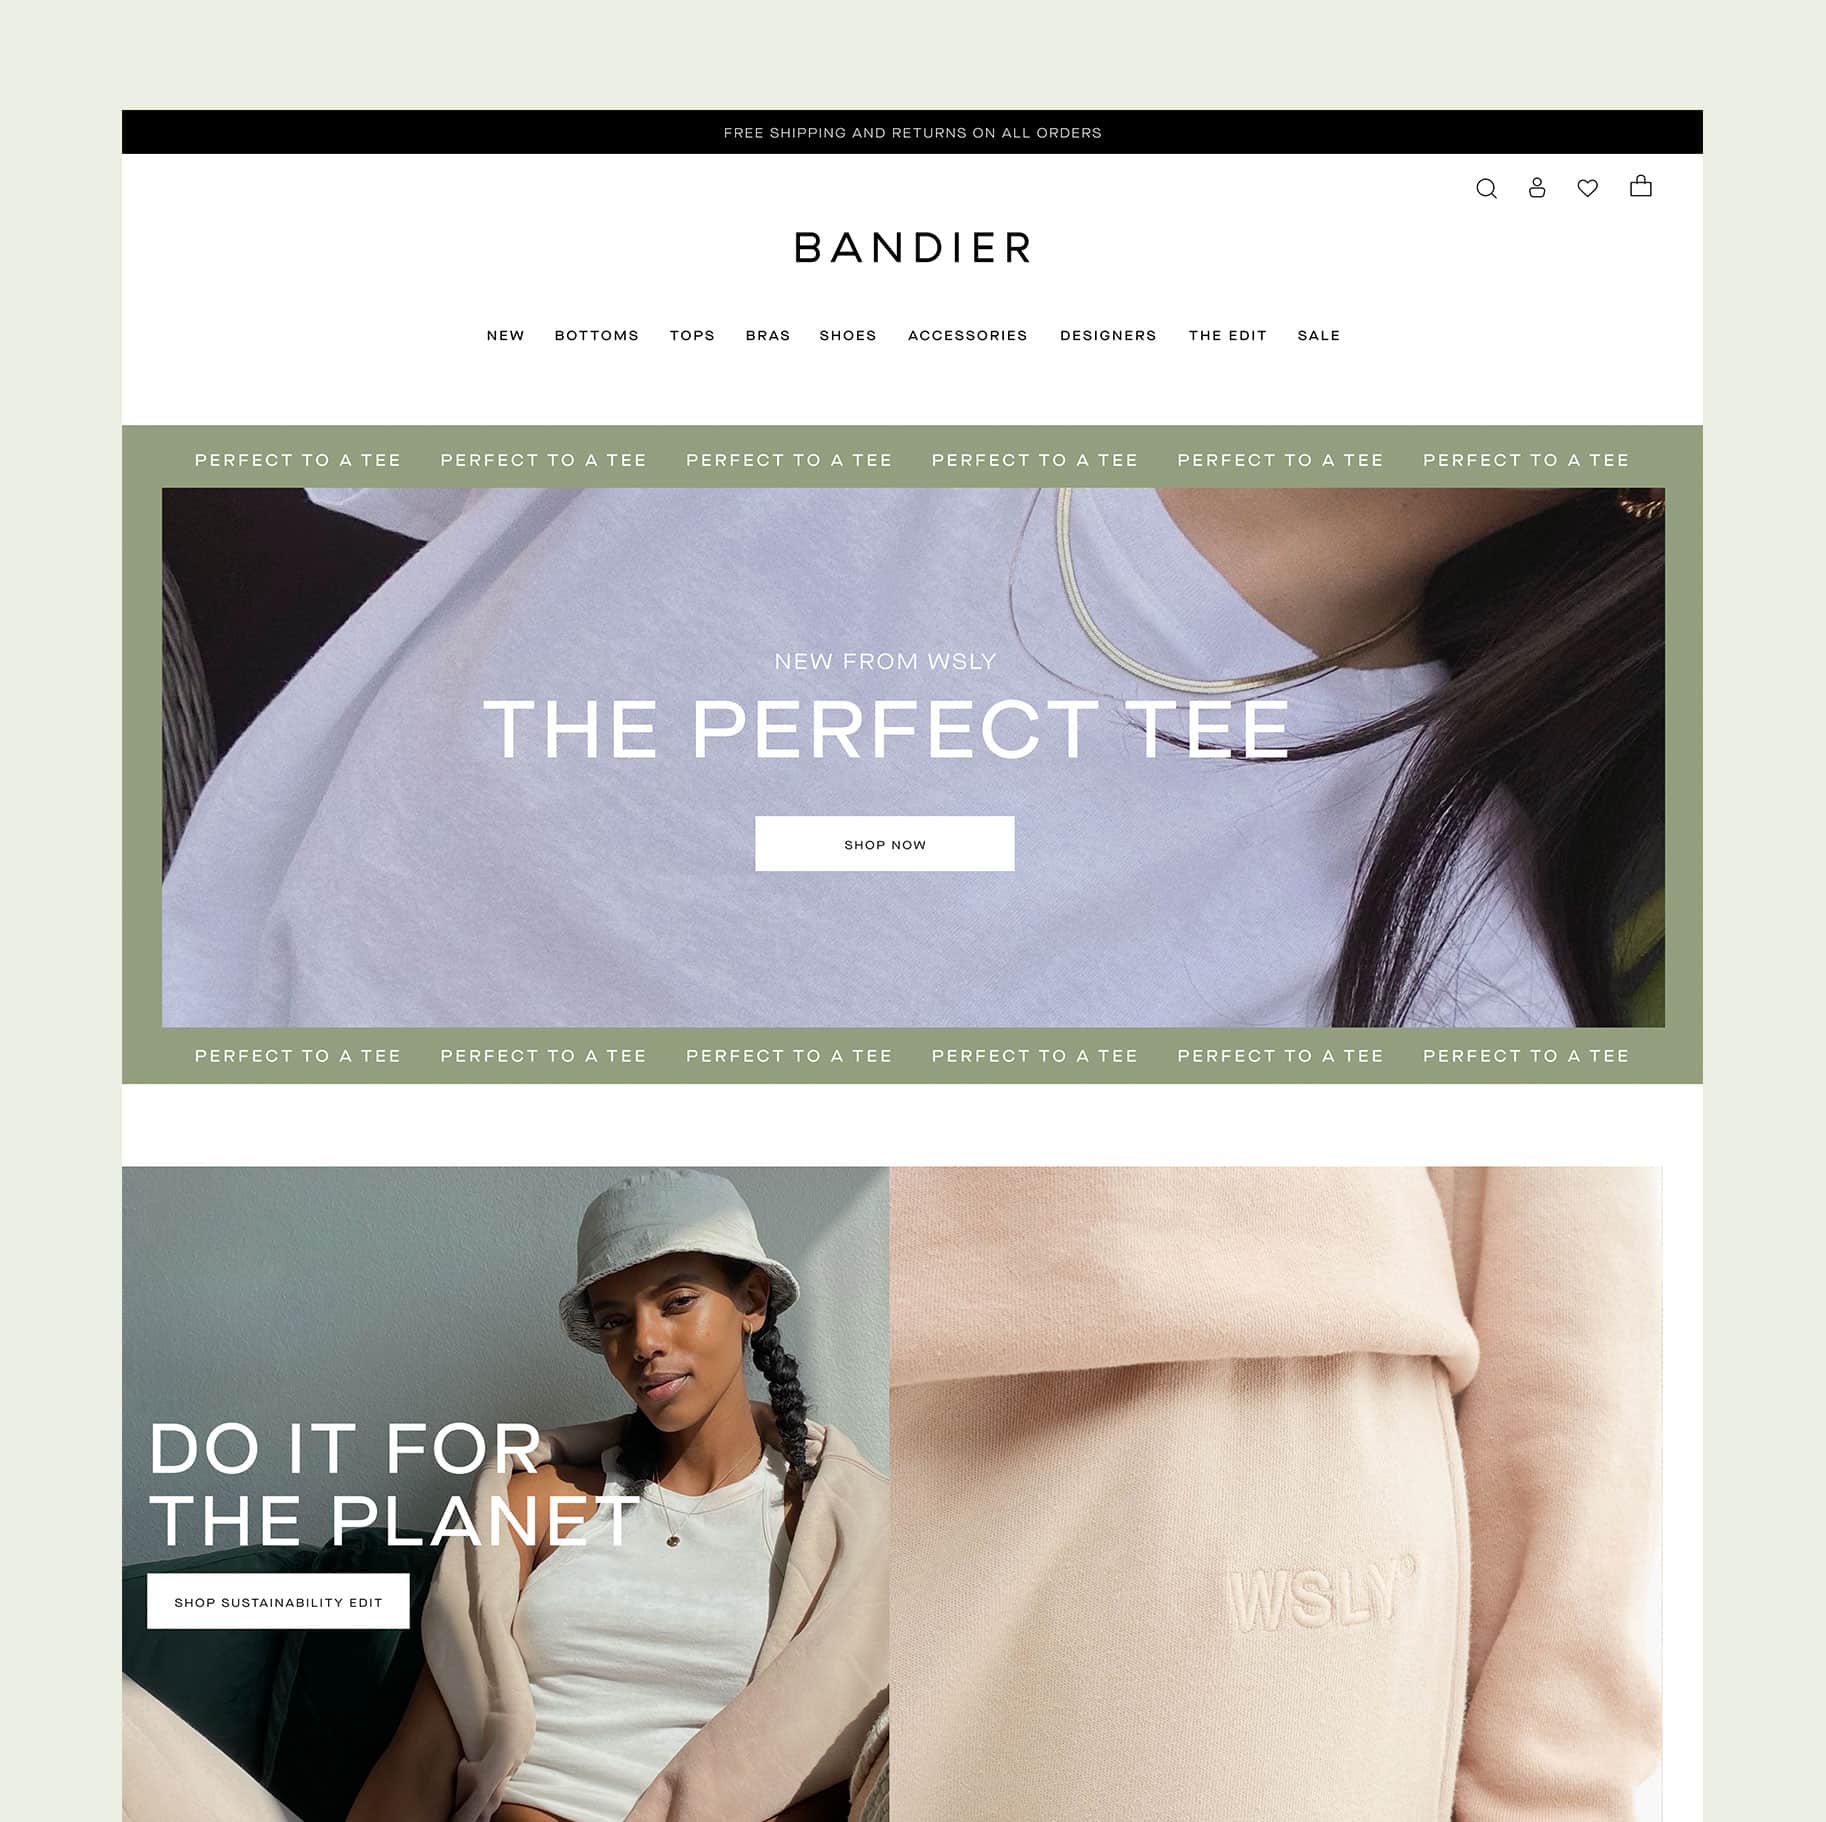 FREE SHIPPING AND RETURNS ON ALL ORDERS
BANDIER
NEW BOTTOMS TOPS BRAS SHOES ACCESSORIES DESIGNERS THE EDIT SALE
PERFECT TO A TEE PERFECT TO A TEE PERFECT TO A TEE PERFECT TO A TEE PERFECT TO A TEE PERFECT TO A TEE
NEW FROM WSLY
THE PERFECT TEE
SHOP NOW
PERFECT TO A TEE PERFECT TO A TEE PERFECT TO A TEE PERFECT TO A TEE PERFECT TO A TEE PERFECT TO A TEE
DO IT FOR
THE PLANET
SHOP SUSTAINABILITY EDIT
WSLY